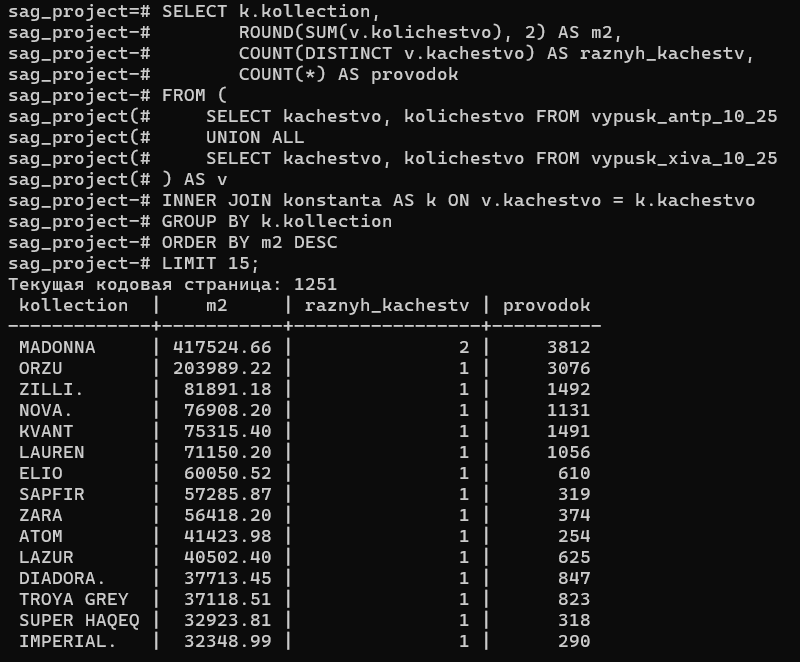 sag_project=# SELECT k.kollection,
sag_project-#        ROUND(SUM(v.kolichestvo), 2) AS m2,
sag_project-#        COUNT(DISTINCT v.kachestvo) AS raznyh_kachestv,
sag_project-#        COUNT(*) AS provodok
sag_project-# FROM (
sag_project(#     SELECT kachestvo, kolichestvo FROM vypusk_antp_10_25
sag_project(#     UNION ALL
sag_project(#     SELECT kachestvo, kolichestvo FROM vypusk_xiva_10_25
sag_project(# ) AS v
sag_project-# INNER JOIN konstanta AS k ON v.kachestvo = k.kachestvo
sag_project-# GROUP BY k.kollection
sag_project-# ORDER BY m2 DESC
sag_project-# LIMIT 15;
Текущая кодовая страница: 1251
 kollection  |    m2     | raznyh_kachestv | provodok
-------------+-----------+-----------------+----------
 MADONNA     | 417524.66 |               2 |     3812
 ORZU        | 203989.22 |               1 |     3076
 ZILLI.      |  81891.18 |               1 |     1492
 NOVA.       |  76908.20 |               1 |     1131
 KVANT       |  75315.40 |               1 |     1491
 LAUREN      |  71150.20 |               1 |     1056
 ELIO        |  60050.52 |               1 |      610
 SAPFIR      |  57285.87 |               1 |      319
 ZARA        |  56418.20 |               1 |      374
 ATOM        |  41423.98 |               1 |      254
 LAZUR       |  40502.40 |               1 |      625
 DIADORA.    |  37713.45 |               1 |      847
 TROYA GREY  |  37118.51 |               1 |      823
 SUPER HAQEQ |  32923.81 |               1 |      318
 IMPERIAL.   |  32348.99 |               1 |      290